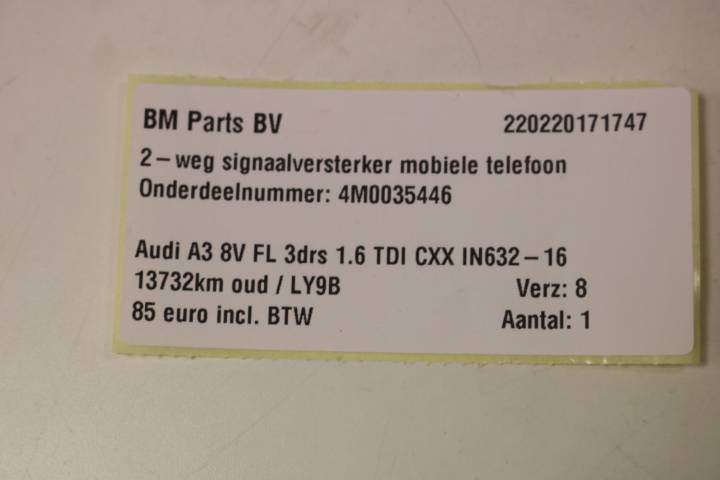 BM Parts BV 220220171747
2-weg signaalversterker mobiele telefoon
Onderdeelnummer: 4M0035446
Audi A3 8V FL 3drs 1.6 TDI CXX IN632-16
13732km oud / LY9B Verz: 8
85 euro incl. BTW Aantal: 1